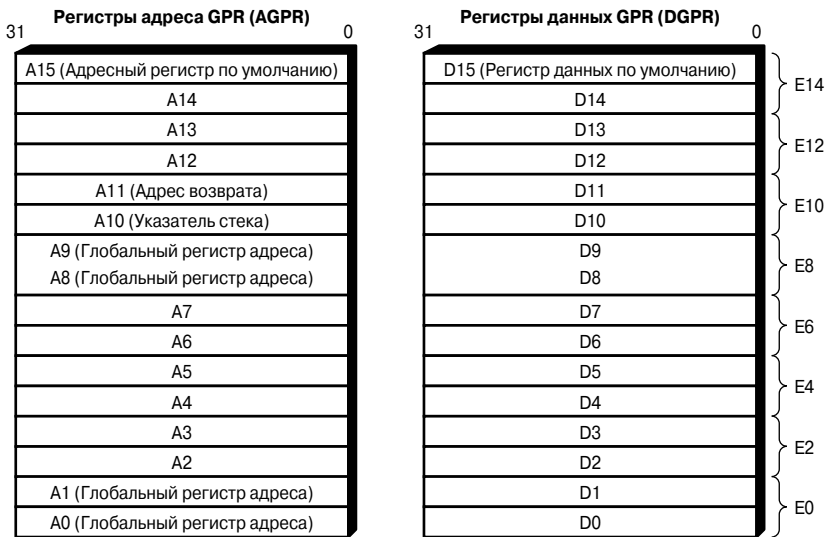 Регистры адреса GPR (AGPR)
31 0
A15 (Адресный регистр по умолчанию)
A14
A13
A12
A11 (Адрес возврата)
A10 (Указатель стека)
A9 (Глобальный регистр адреса)
A8 (Глобальный регистр адреса)
A7
A6
A5
A4
A3
A2
A1 (Глобальный регистр адреса)
A0 (Глобальный регистр адреса)
Регистры данных GPR (DGPR)
31 0
D15 (Регистр данных по умолчанию)
D14
D13
D12
D11
D10
D9
D8
D7
D6
D5
D4
D3
D2
D1
D0
E14
E12
E10
E8
E6
E4
E2
E0